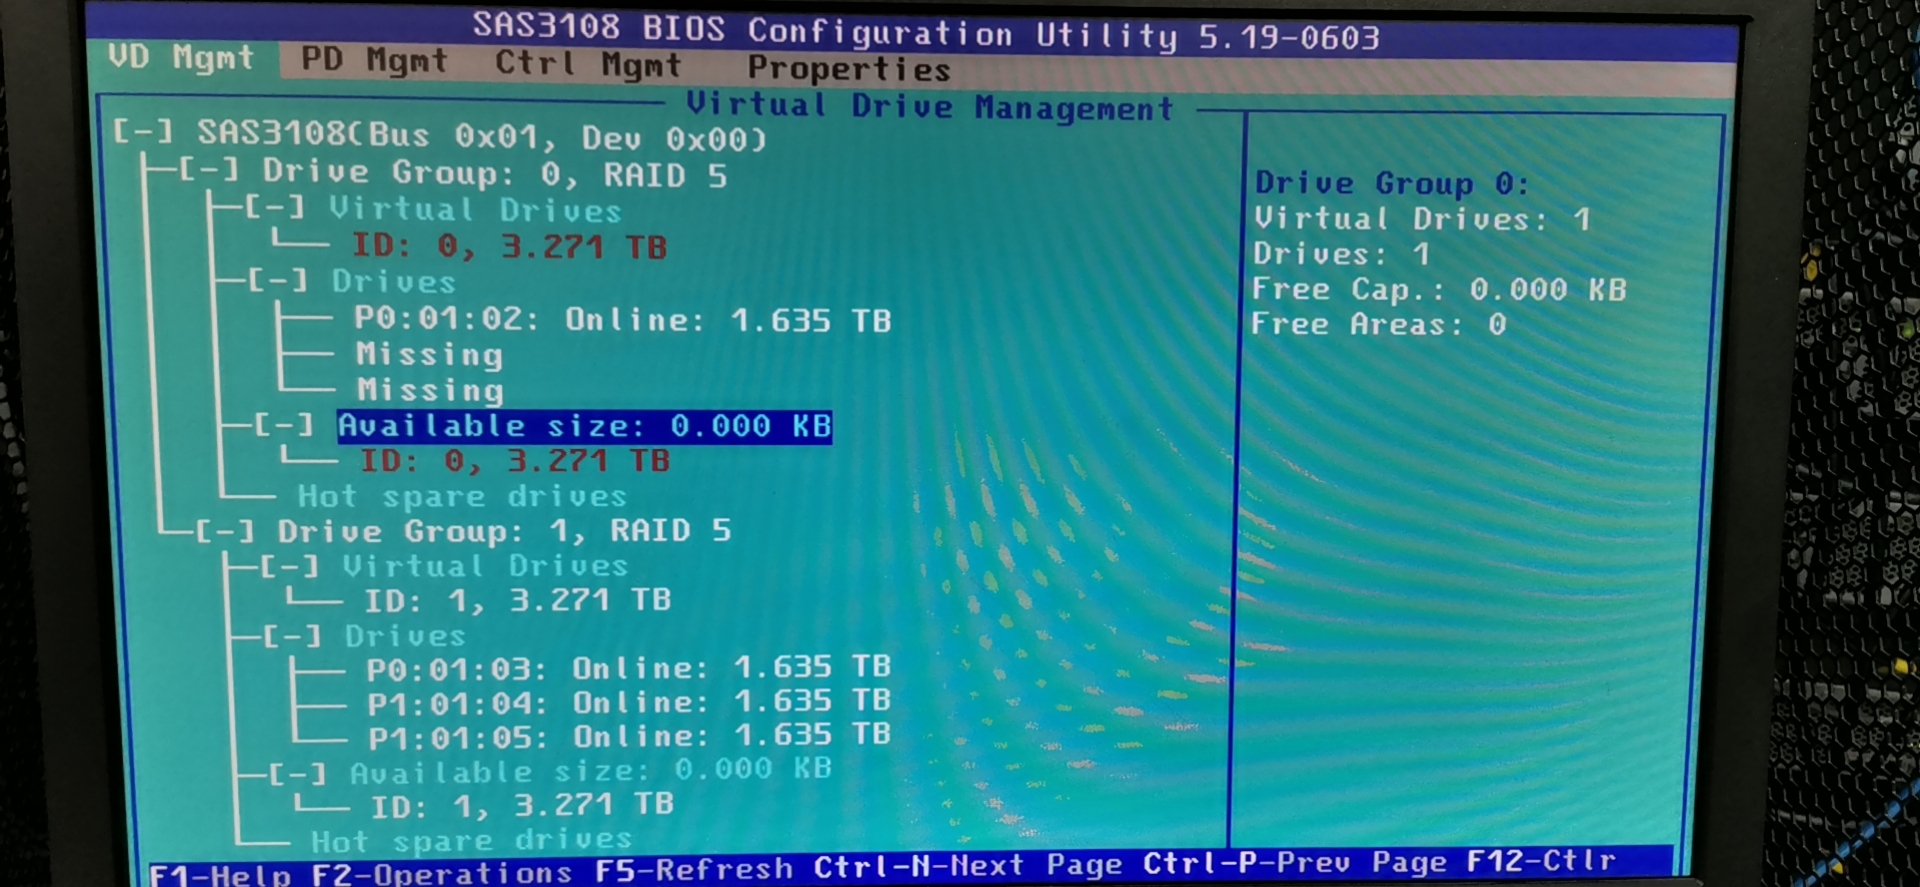 SAS3108 BIOS Configuration Utility 5.19-0603
VD Mgmt PD Mgmt Ctrl Mgmt Properties
Virtual Drive Management
[-] SAS3108(Bus 0x01, Dev 0x00)
[-] Drive Group: 0, RAID 5
[-] Virtual Drives
ID: 0, 3.271 TB
[-] Drives
P0:01:02: Online: 1.635 TB
Missing
Missing
[-] Available size: 0.000 KB
ID: 0, 3.271 TB
Hot spare drives
[-] Drive Group: 1, RAID 5
[-] Virtual Drives
ID: 1, 3.271 TB
[-] Drives
P0:01:03: Online: 1.635 TB
P1:01:04: Online: 1.635 TB
P1:01:05: Online: 1.635 TB
[-] Available size: 0.000 KB
ID: 1, 3.271 TB
Hot spare drives
Drive Group 0:
Virtual Drives: 1
Drives: 1
Free Cap.: 0.000 KB
Free Areas: 0
F1-Help F2-Operations F5-Refresh Ctrl-N-Next Page Ctrl-P-Prev Page F12-Ctlr